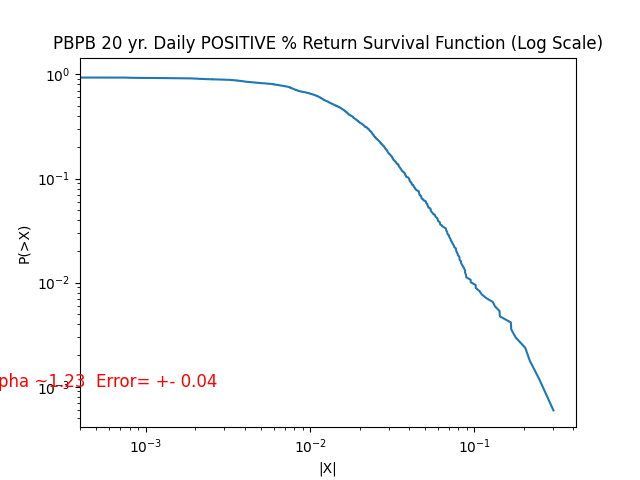 PBPB 20 yr. Daily POSITIVE % Return Survival Function (Log Scale)
10⁰
10⁻¹
10⁻²
10⁻³
P(>X)
pha ~1.23 Error= +- 0.04
10⁻³
10⁻²
10⁻¹
|X|